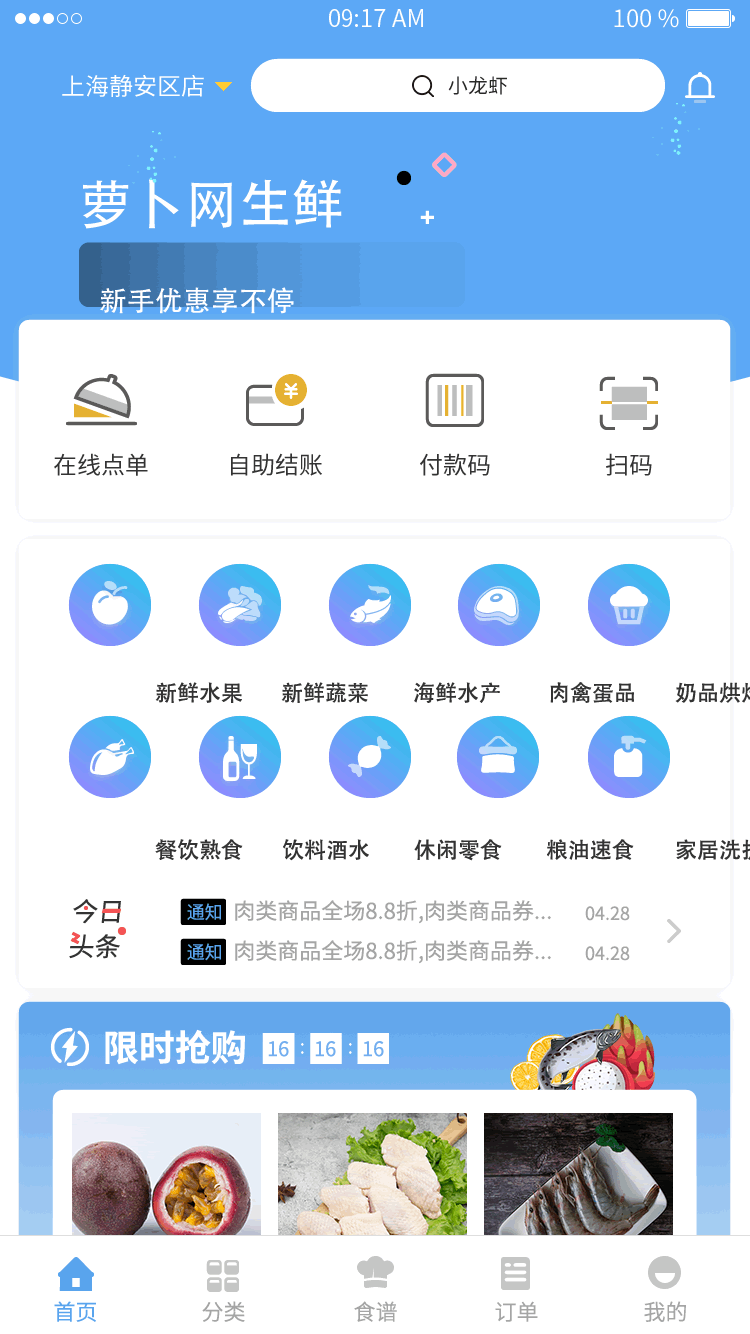 09:17 AM 100 %
上海静安区店 小龙虾
萝卜网生鲜
新手优惠享不停
在线点单 自助结账 付款码 扫码
新鲜水果 新鲜蔬菜 海鲜水产 肉禽蛋品 奶品烘焙
餐饮熟食 饮料酒水 休闲零食 粮油速食 家居洗护
今日
头条
通知 肉类商品全场8.8折,肉类商品券... 04.28
通知 肉类商品全场8.8折,肉类商品券... 04.28
限时抢购 16 : 16 : 16
首页 分类 食谱 订单 我的